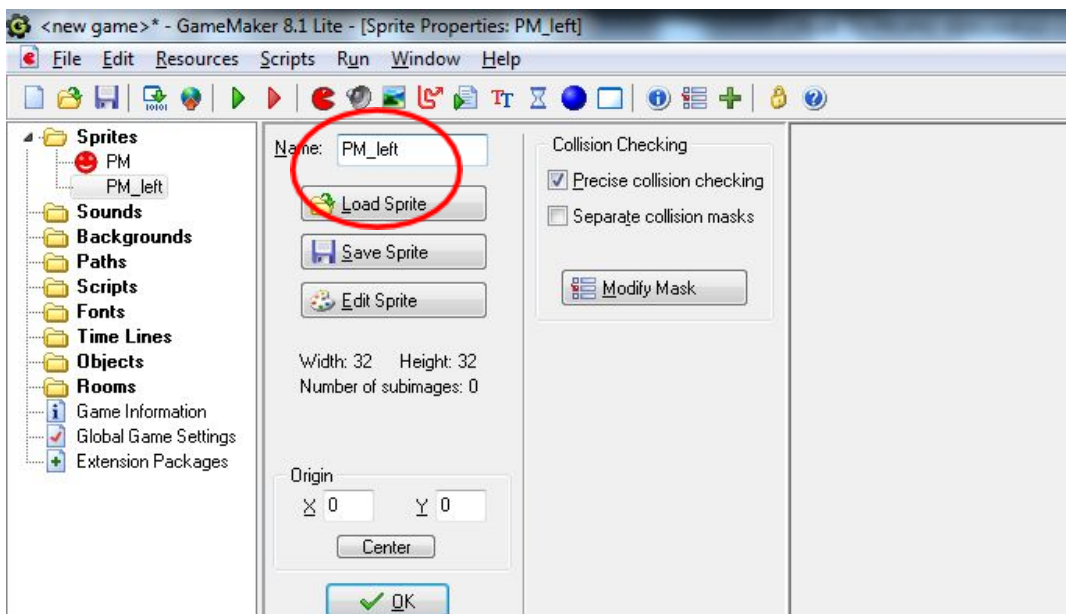 <new game>* - GameMaker 8.1 Lite - [Sprite Properties: PM_left]
File Edit Resources Scripts Run Window Help
Sprites
PM
PM_left
Sounds
Backgrounds
Paths
Scripts
Fonts
Time Lines
Objects
Rooms
Game Information
Global Game Settings
Extension Packages
Name: PM_left
Load Sprite
Save Sprite
Edit Sprite
Width: 32 Height: 32
Number of subimages: 0
Origin
X 0 Y 0
Center
OK
Collision Checking
Precise collision checking
Separate collision masks
Modify Mask